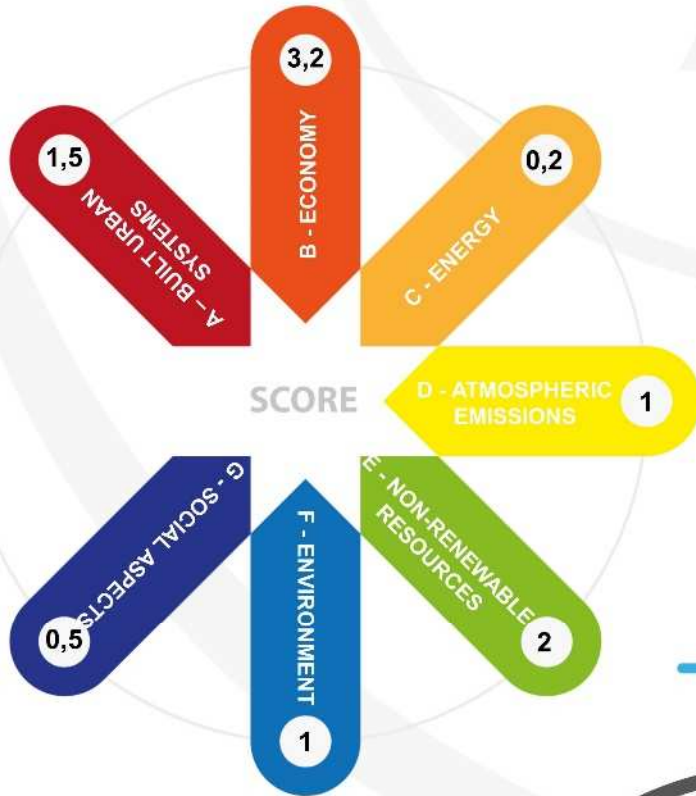 3,2
B - ECONOMY
0,2
C - ENERGY
1
D - ATMOSPHERIC
EMISSIONS
2
E - NON-RENEWABLE
RESOURCES
1
F - ENVIRONMENT
0,5
G - SOCIAL ASPECTS
1,5
A – BUILT URBAN
SYSTEMS
SCORE